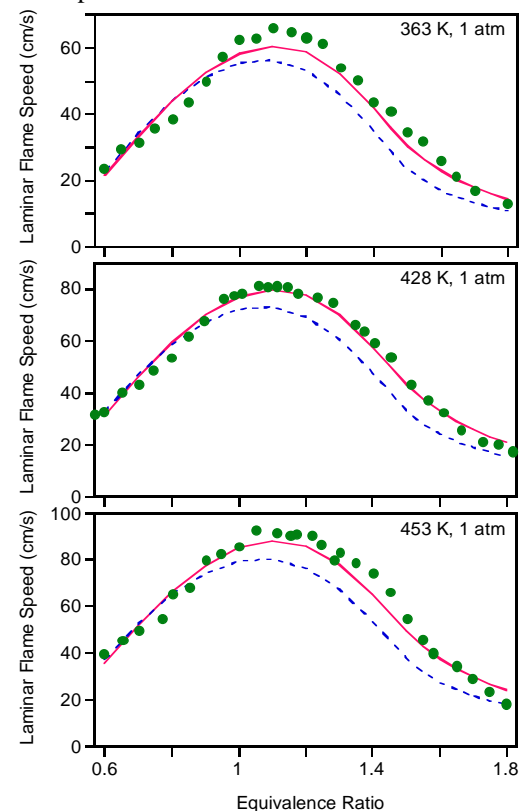 363 K, 1 atm
Laminar Flame Speed (cm/s)
60
40
20
0
428 K, 1 atm
Laminar Flame Speed (cm/s)
80
60
40
20
0
453 K, 1 atm
Laminar Flame Speed (cm/s)
100
80
60
40
20
0
0.6 1 1.4 1.8
Equivalence Ratio